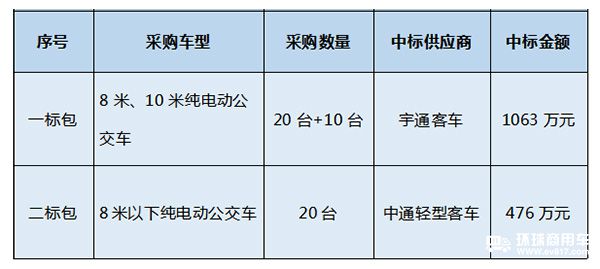 序号 采购车型 采购数量 中标供应商 中标金额
一标包 8 米、10 米纯电动公交车 20 台+10 台 宇通客车 1063 万元
二标包 8 米以下纯电动公交车 20 台 中通轻型客车 476 万元
环球商用车
www.cv817.com